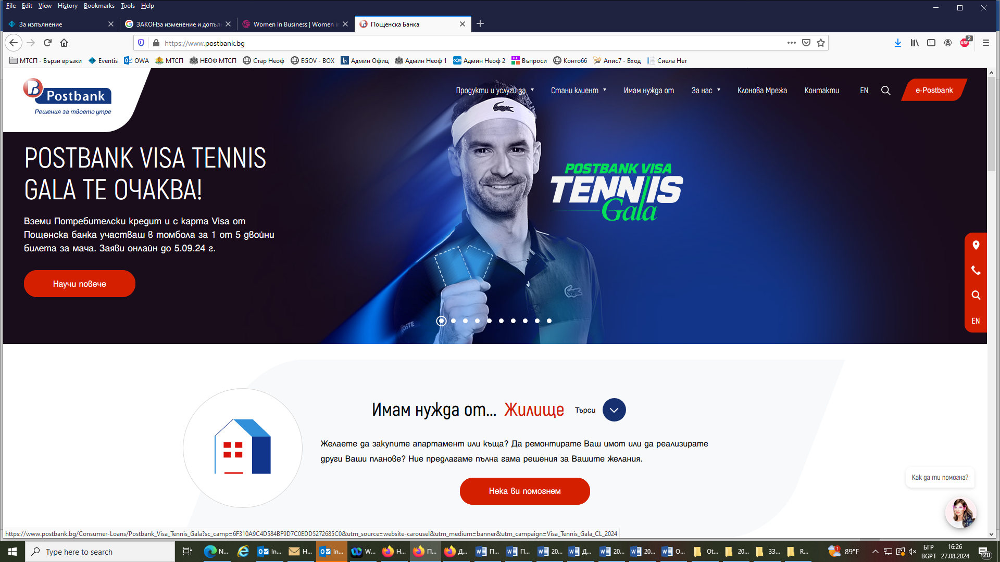 File Edit View History Bookmarks Tools Help
За изпълнение
ЗАКОНза изменение и допълн
Women In Business | Women in
Пощенска Банка
https://www.postbank.bg
ABP 2
МТСП - Бързи връзки
Eventis
OWA
МТСП
НЕОФ МТСП
Стар Неоф
EGOV - BOX
Админ Офиц
Админ Неоф 1
Админ Неоф 2
Въпроси
Конто66
Апис7 - Вход
Сиела Нет
Postbank
Решения за твоето утре
Продукти и услуги за
Стани клиент
Имам нужда от
За нас
Клонова Мрежа
Контакти
EN
e-Postbank
POSTBANK VISA TENNIS
GALA ТЕ ОЧАКВА!
Вземи Потребителски кредит и с карта Visa от
Пощенска банка участваш в томбола за 1 от 5 двойни
билета за мача. Заяви онлайн до 5.09.24 г.
Научи повече
POSTBANK VISA
TENNIS
Gala
EN
Имам нужда от... Жилище Търси
Желаете да закупите апартамент или къща? Да ремонтирате Ваш имот или да реализирате
други Ваши планове? Ние предлагаме пълна гама решения за Вашите желания.
Нека ви помогнем
Как да ти помогна?
https://www.postbank.bg/Consumer-Loans/Postbank_Visa_Tennis_Gala?sc_camp=6F310A9C4D584BF9D7C0EDD5272685C0&utm_source=website-carousel&utm_medium=banner&utm_campaign=Visa_Tennis_Gala_CL_2024
Type here to search
N...
In...
H...
In...
W...
Н...
П...
Д...
П...
П...
20...
Д...
20...
20...
О...
Ot...
20...
33...
R...
89°F
БГР
BGPT
16:26
27.08.2024
20